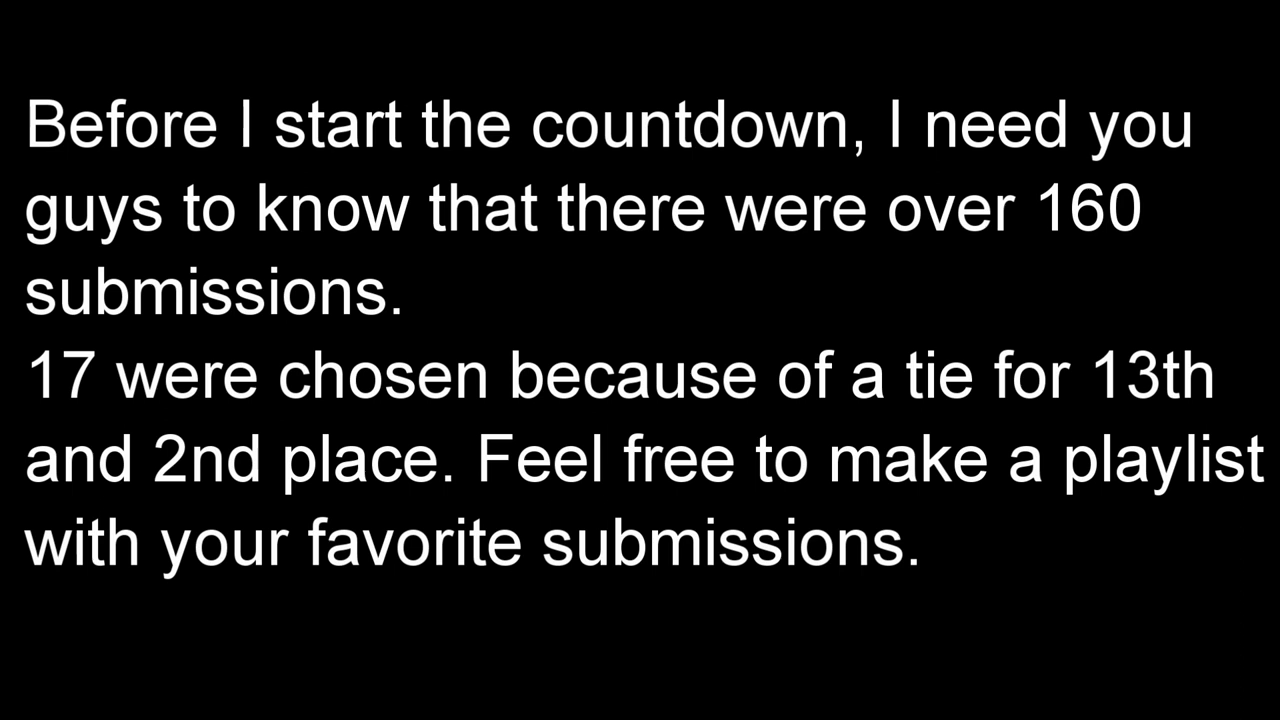 Before I start the countdown, I need you
guys to know that there were over 160
submissions.
17 were chosen because of a tie for 13th
and 2nd place. Feel free to make a playlist
with your favorite submissions.